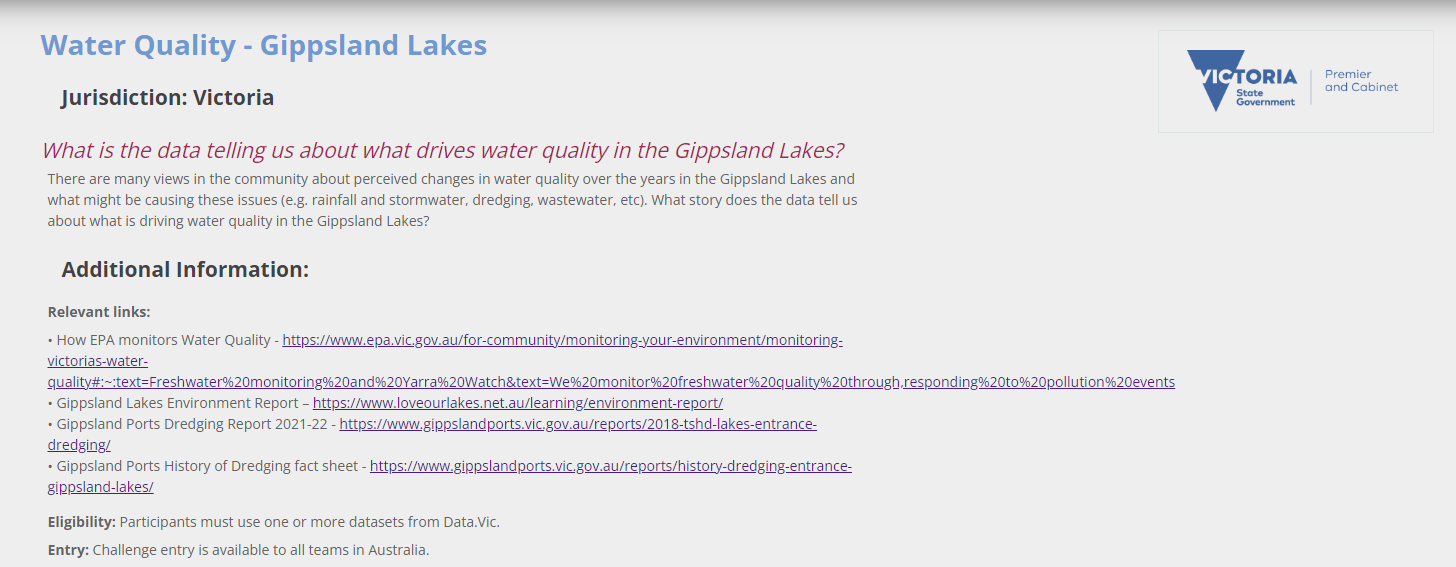 Water Quality - Gippsland Lakes
VICTORIA
State
Government
Premier
and Cabinet
Jurisdiction: Victoria
What is the data telling us about what drives water quality in the Gippsland Lakes?
There are many views in the community about perceived changes in water quality over the years in the Gippsland Lakes and
what might be causing these issues (e.g. rainfall and stormwater, dredging, wastewater, etc). What story does the data tell us
about what is driving water quality in the Gippsland Lakes?
Additional Information:
Relevant links:
• How EPA monitors Water Quality - https://www.epa.vic.gov.au/for-community/monitoring-your-environment/monitoring-
victorias-water-
quality#:~:text=Freshwater%20monitoring%20and%20Yarra%20Watch&text=We%20monitor%20freshwater%20quality%20through,responding%20to%20pollution%20events
• Gippsland Lakes Environment Report – https://www.loveourlakes.net.au/learning/environment-report/
• Gippsland Ports Dredging Report 2021-22 - https://www.gippslandports.vic.gov.au/reports/2018-tshd-lakes-entrance-
dredging/
• Gippsland Ports History of Dredging fact sheet - https://www.gippslandports.vic.gov.au/reports/history-dredging-entrance-
gippsland-lakes/
Eligibility: Participants must use one or more datasets from Data.Vic.
Entry: Challenge entry is available to all teams in Australia.